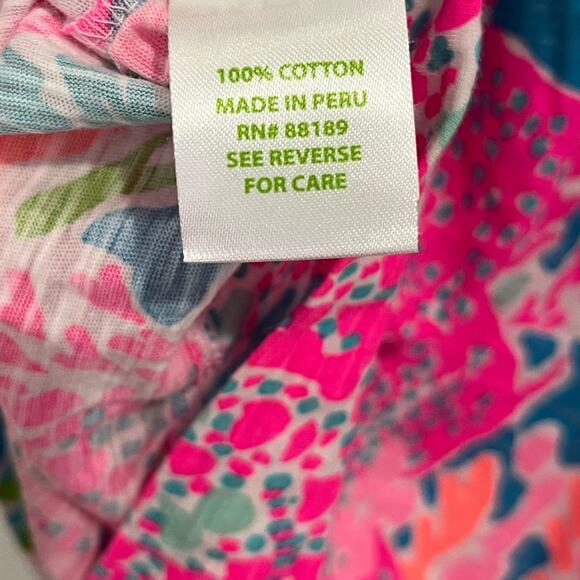 100% COTTON
MADE IN PERU
RN# 88189
SEE REVERSE
FOR CARE